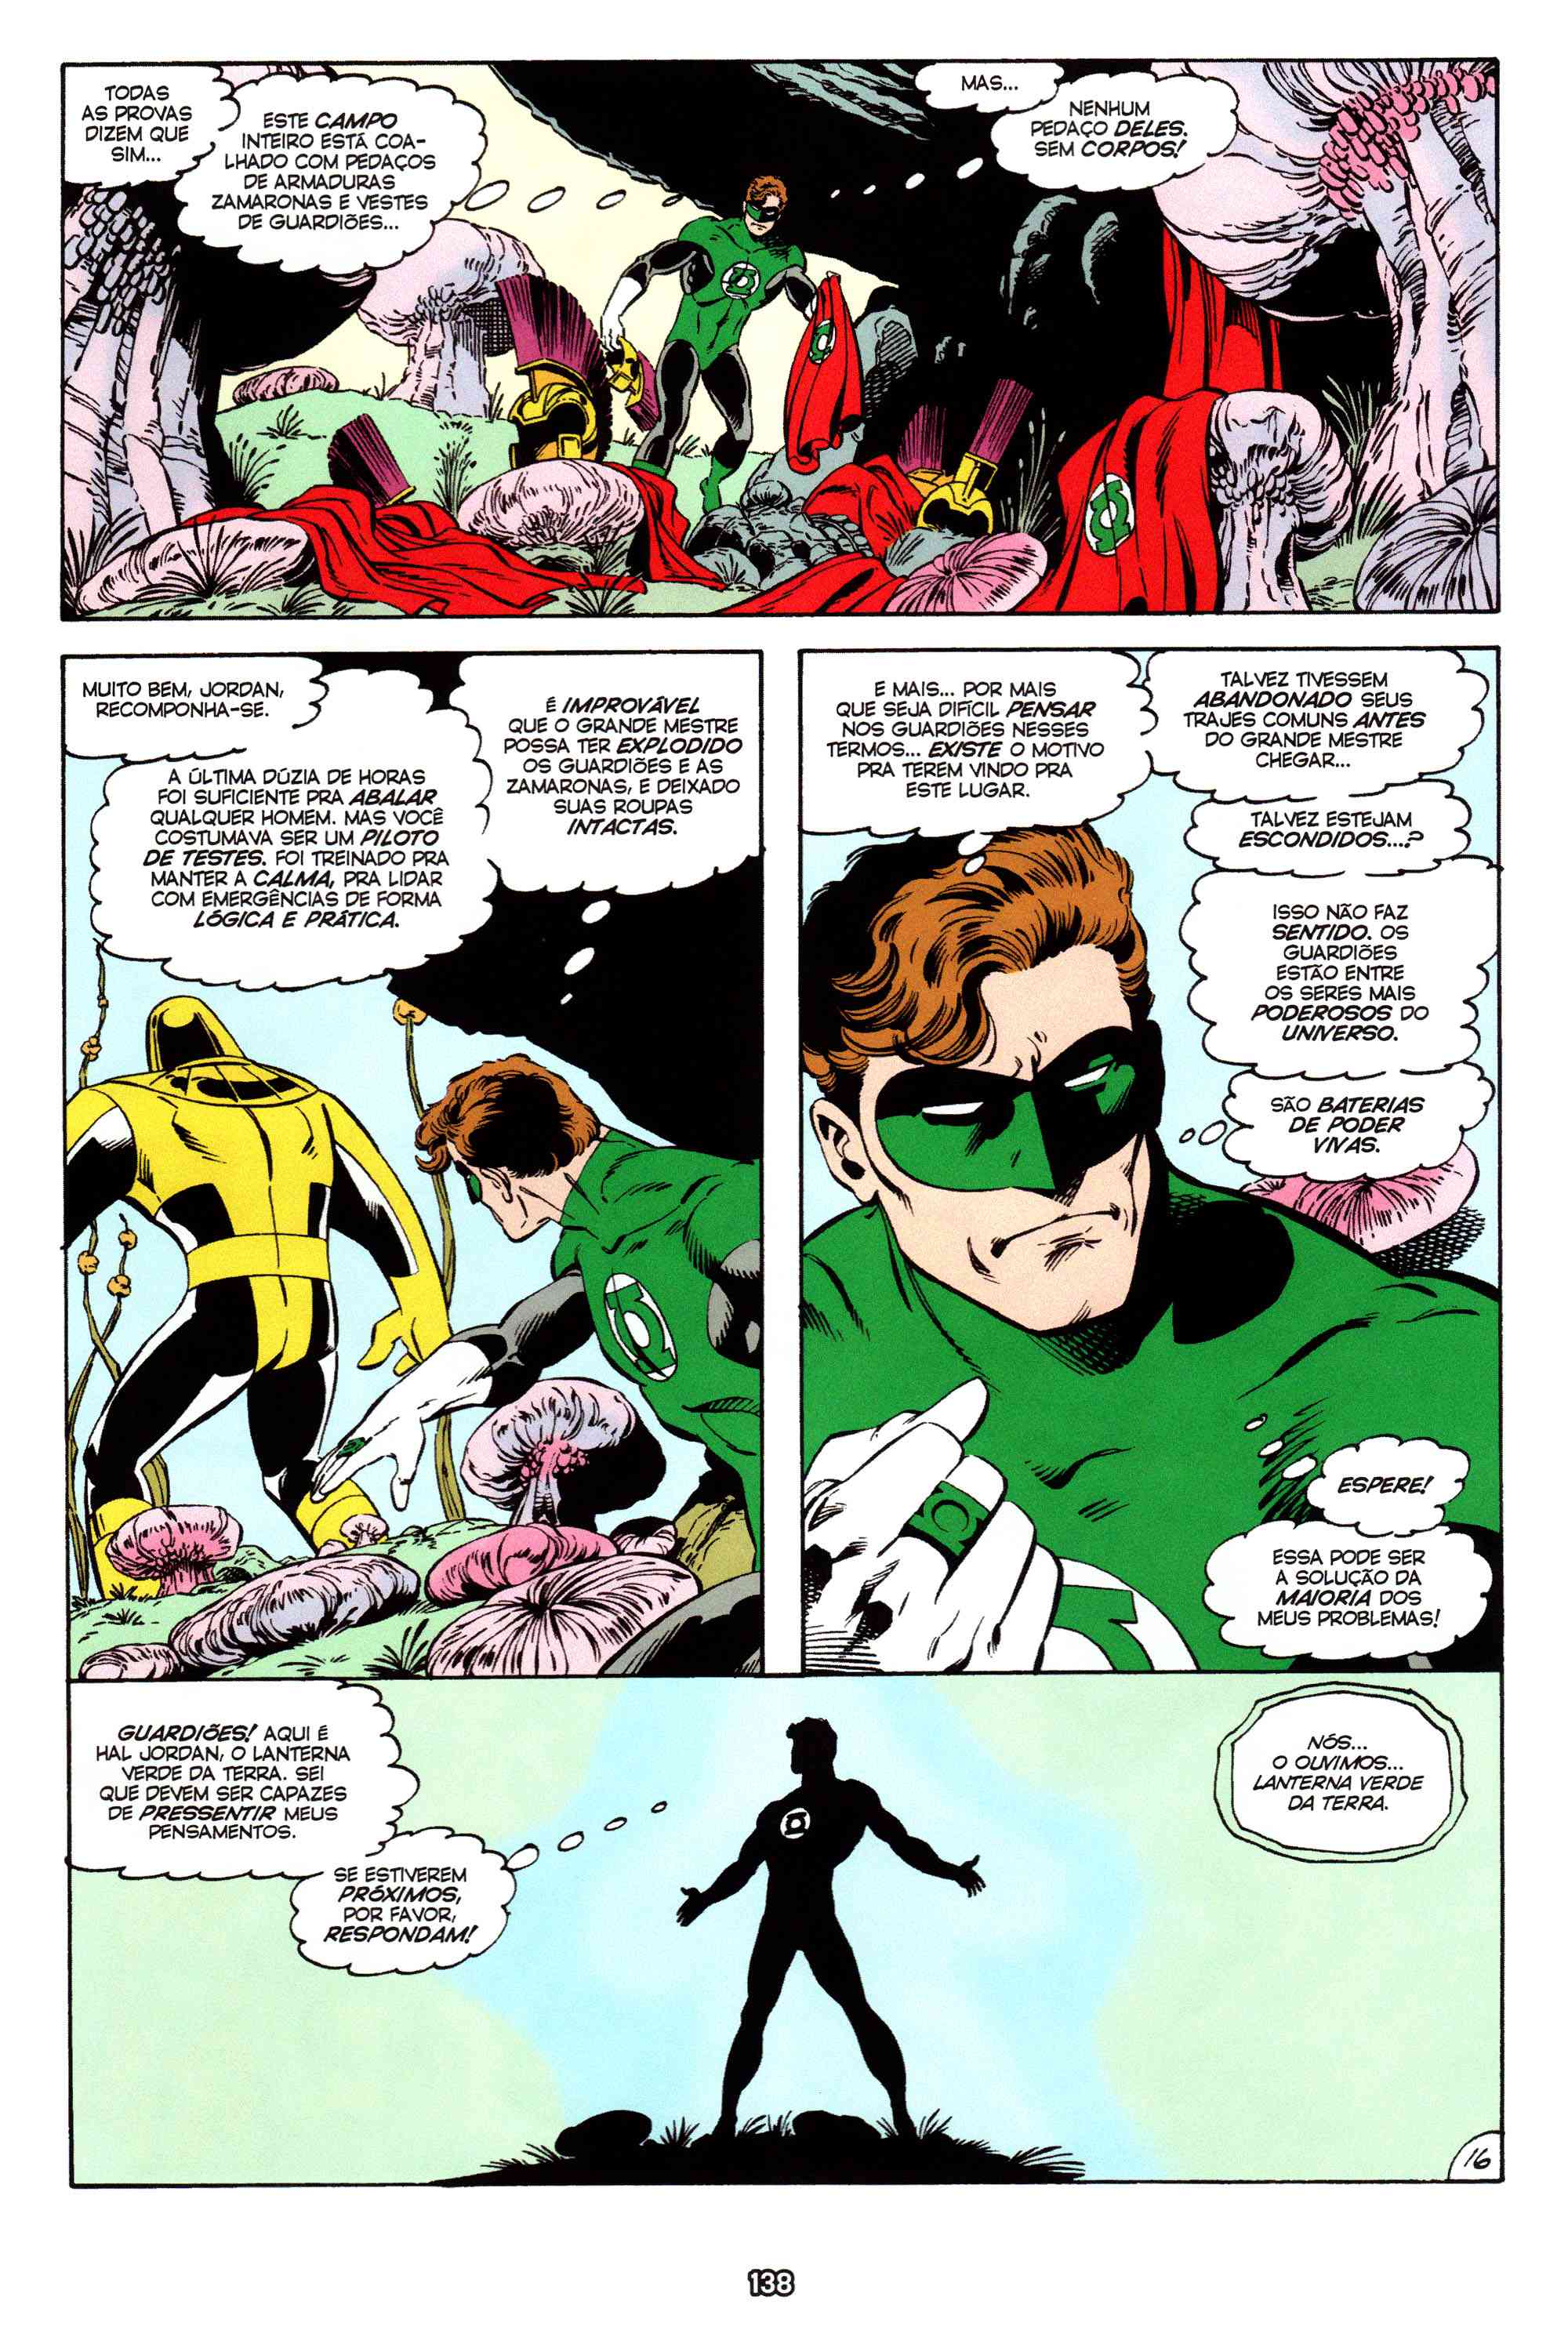 TODAS
AS PROVAS
DIZEM QUE
SIM...
ESTE CAMPO
INTEIRO ESTÁ COA-
LHADO COM PEDAÇOS
DE ARMADURAS
ZAMARONAS E VESTES
DE GUARDIÕES...
MAS...
NENHUM
PEDAÇO DELES.
SEM CORPOS!
MUITO BEM, JORDAN,
RECOMPONHA-SE.
A ÚLTIMA DÚZIA DE HORAS
FOI SUFICIENTE PRA ABALAR
QUALQUER HOMEM. MAS VOCÊ
COSTUMAVA SER UM PILOTO
DE TESTES. FOI TREINADO PRA
MANTER A CALMA, PRA LIDAR
COM EMERGÊNCIAS DE FORMA
LÓGICA E PRÁTICA.
É IMPROVÁVEL
QUE O GRANDE MESTRE
POSSA TER EXPLODIDO
OS GUARDIÕES E AS
ZAMARONAS, E DEIXADO
SUAS ROUPAS
INTACTAS.
E MAIS... POR MAIS
QUE SEJA DIFÍCIL PENSAR
NOS GUARDIÕES NESSES
TERMOS... EXISTE O MOTIVO
PRA TEREM VINDO PRA
ESTE LUGAR.
TALVEZ TIVESSEM
ABANDONADO SEUS
TRAJES COMUNS ANTES
DO GRANDE MESTRE
CHEGAR...
TALVEZ ESTEJAM
ESCONDIDOS...?
ISSO NÃO FAZ
SENTIDO. OS
GUARDIÕES
ESTÃO ENTRE
OS SERES MAIS
PODEROSOS DO
UNIVERSO.
SÃO BATERIAS
DE PODER
VIVAS.
ESPERE!
ESSA PODE SER
A SOLUÇÃO DA
MAIORIA DOS
MEUS PROBLEMAS!
GUARDIÕES! AQUI É
HAL JORDAN, O LANTERNA
VERDE DA TERRA. SEI
QUE DEVEM SER CAPAZES
DE PRESSENTIR MEUS
PENSAMENTOS.
SE ESTIVEREM
PRÓXIMOS,
POR FAVOR,
RESPONDAM!
NÓS...
O OUVIMOS...
LANTERNA VERDE
DA TERRA.
16
138